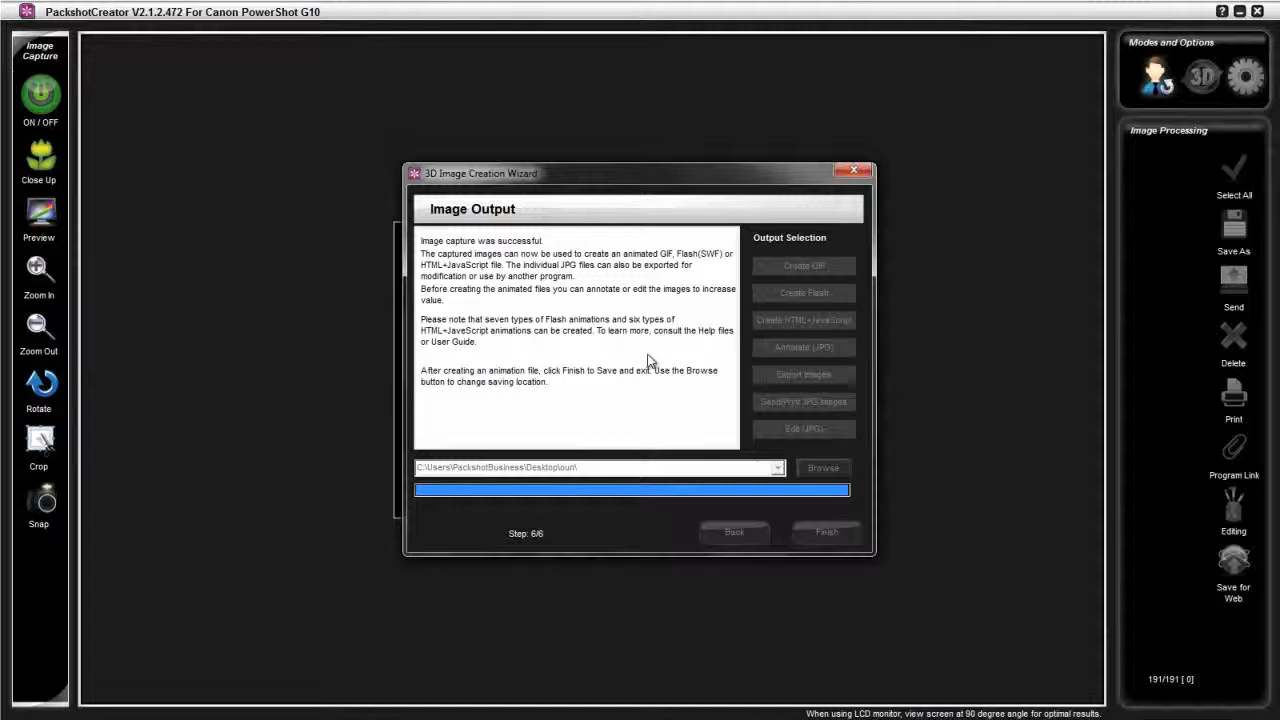 PackshotCreator V2.1.2.472 For Canon PowerShot G10
Image
Capture
ON / OFF
Close Up
Preview
Zoom In
Zoom Out
Rotate
Crop
Snap
3D Image Creation Wizard
Image Output
Image capture was successful.
The captured images can now be used to create an animated GIF, Flash(SWF) or
HTML+JavaScript file. The individual JPG files can also be exported for
modification or use by another program.
Before creating the animated files you can annotate or edit the images to increase
value.
Please note that seven types of Flash animations and six types of
HTML+JaveScript animations can be created. To learn more, consult the Help files
or User Guide.
After creating an animation file, click Finish to Save and exit. Use the Browse
button to change saving location.
Output Selection
Create GIF
Create Flash
Create HTML+JavaScript
Annotate (JPG)
Export Images
Send/Print JPG Images
Edit (JPG)
C:\Users\PackshotBusiness\Desktop\oun\
Browse
Step: 6/6
Back
Finish
Modes and Options
3D
Image Processing
Select All
Save As
Send
Delete
Print
Program Link
Editing
Save for
Web
191/191 [ 0]
When using LCD monitor, view screen at 90 degree angle for optimal results.